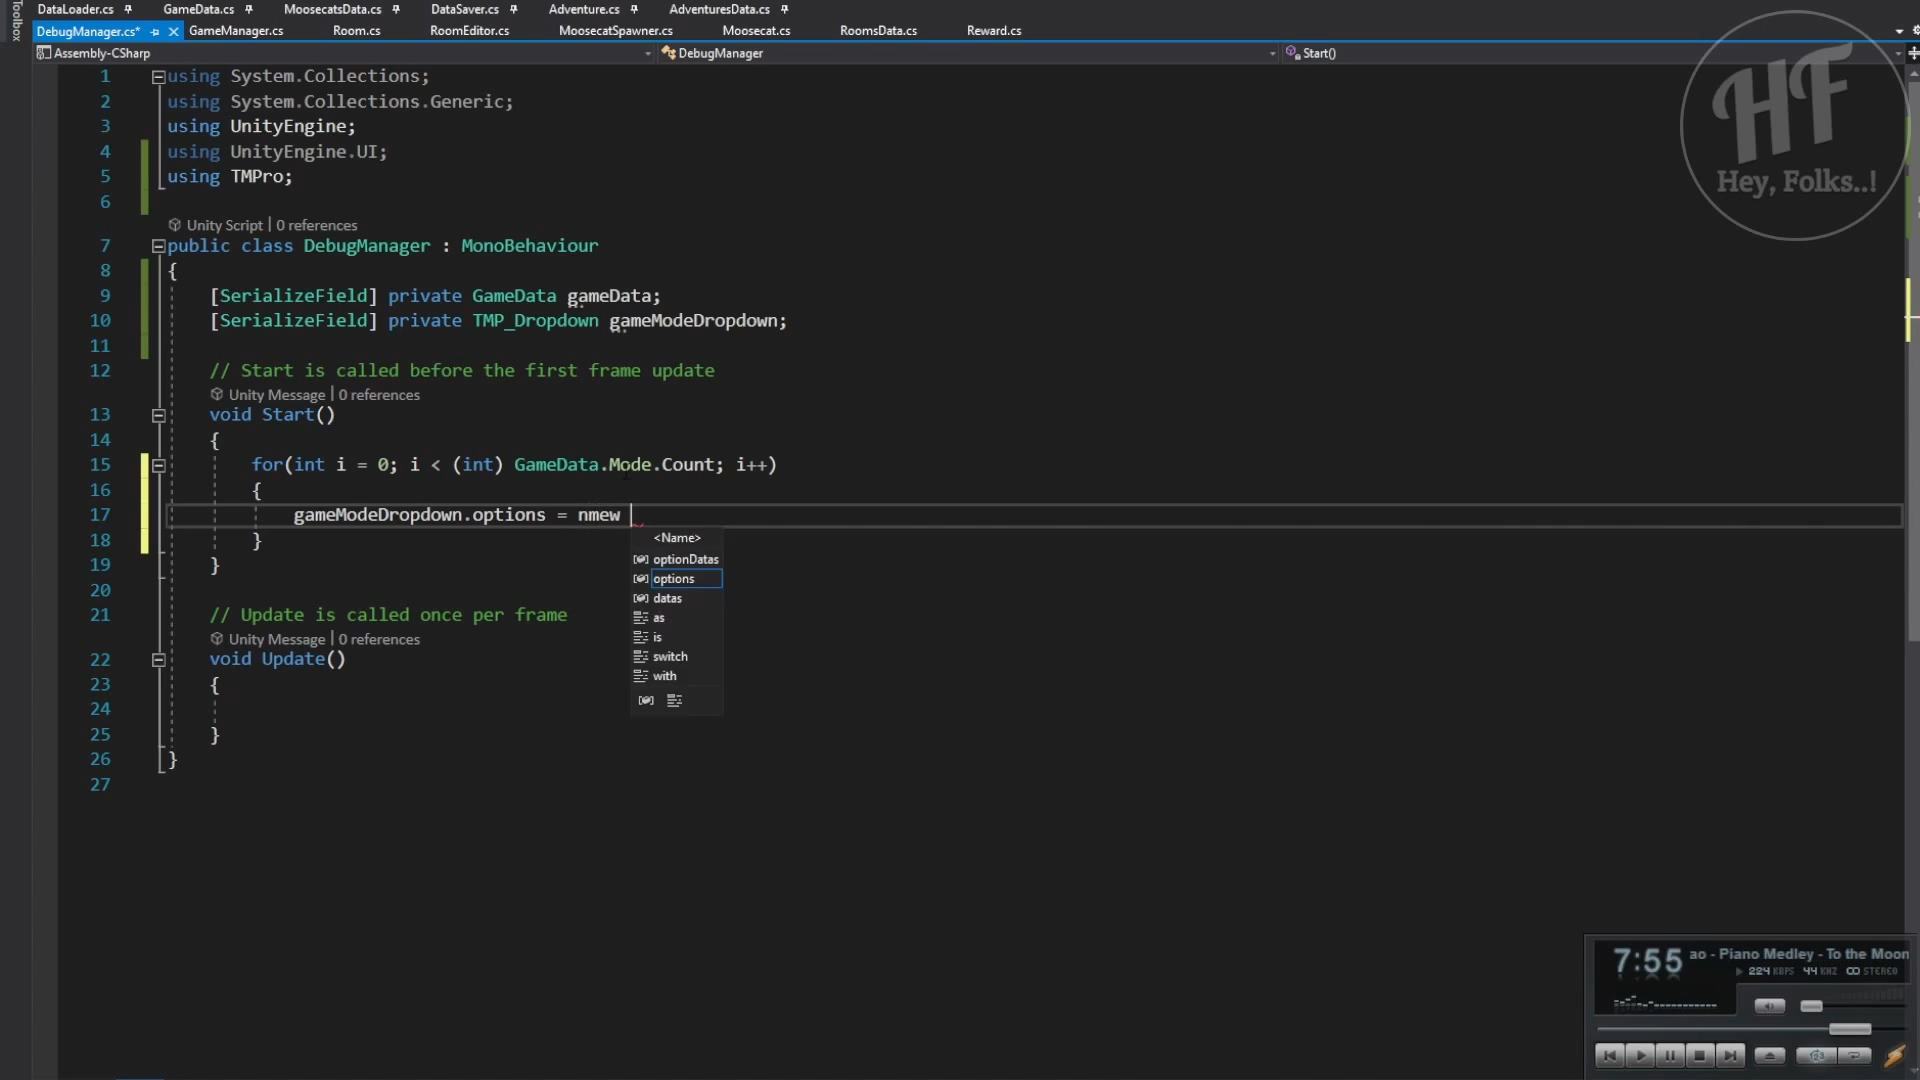 Toolbox
DataLoader.cs GameData.cs MoosecatsData.cs DataSaver.cs Adventure.cs AdventuresData.cs
DebugManager.cs* GameManager.cs Room.cs RoomEditor.cs MoosecatSpawner.cs Moosecat.cs RoomsData.cs Reward.cs
Assembly-CSharp DebugManager Start()
1 using System.Collections;
2 using System.Collections.Generic;
3 using UnityEngine;
4 using UnityEngine.UI;
5 using TMPro;
6
Unity Script | 0 references
7 public class DebugManager : MonoBehaviour
8 {
9 [SerializeField] private GameData gameData;
10 [SerializeField] private TMP_Dropdown gameModeDropdown;
11
12 // Start is called before the first frame update
Unity Message | 0 references
13 void Start()
14 {
15 for(int i = 0; i < (int) GameData.Mode.Count; i++)
16 {
17 gameModeDropdown.options = nmew
<Name>
optionDatas
options
datas
as
is
switch
with
18 }
19 }
20
21 // Update is called once per frame
Unity Message | 0 references
22 void Update()
23 {
24
25 }
26 }
27
HF
Hey, Folks..!
7:55 ao - Piano Medley - To the Moon
224 KBPS 44 KHZ STEREO